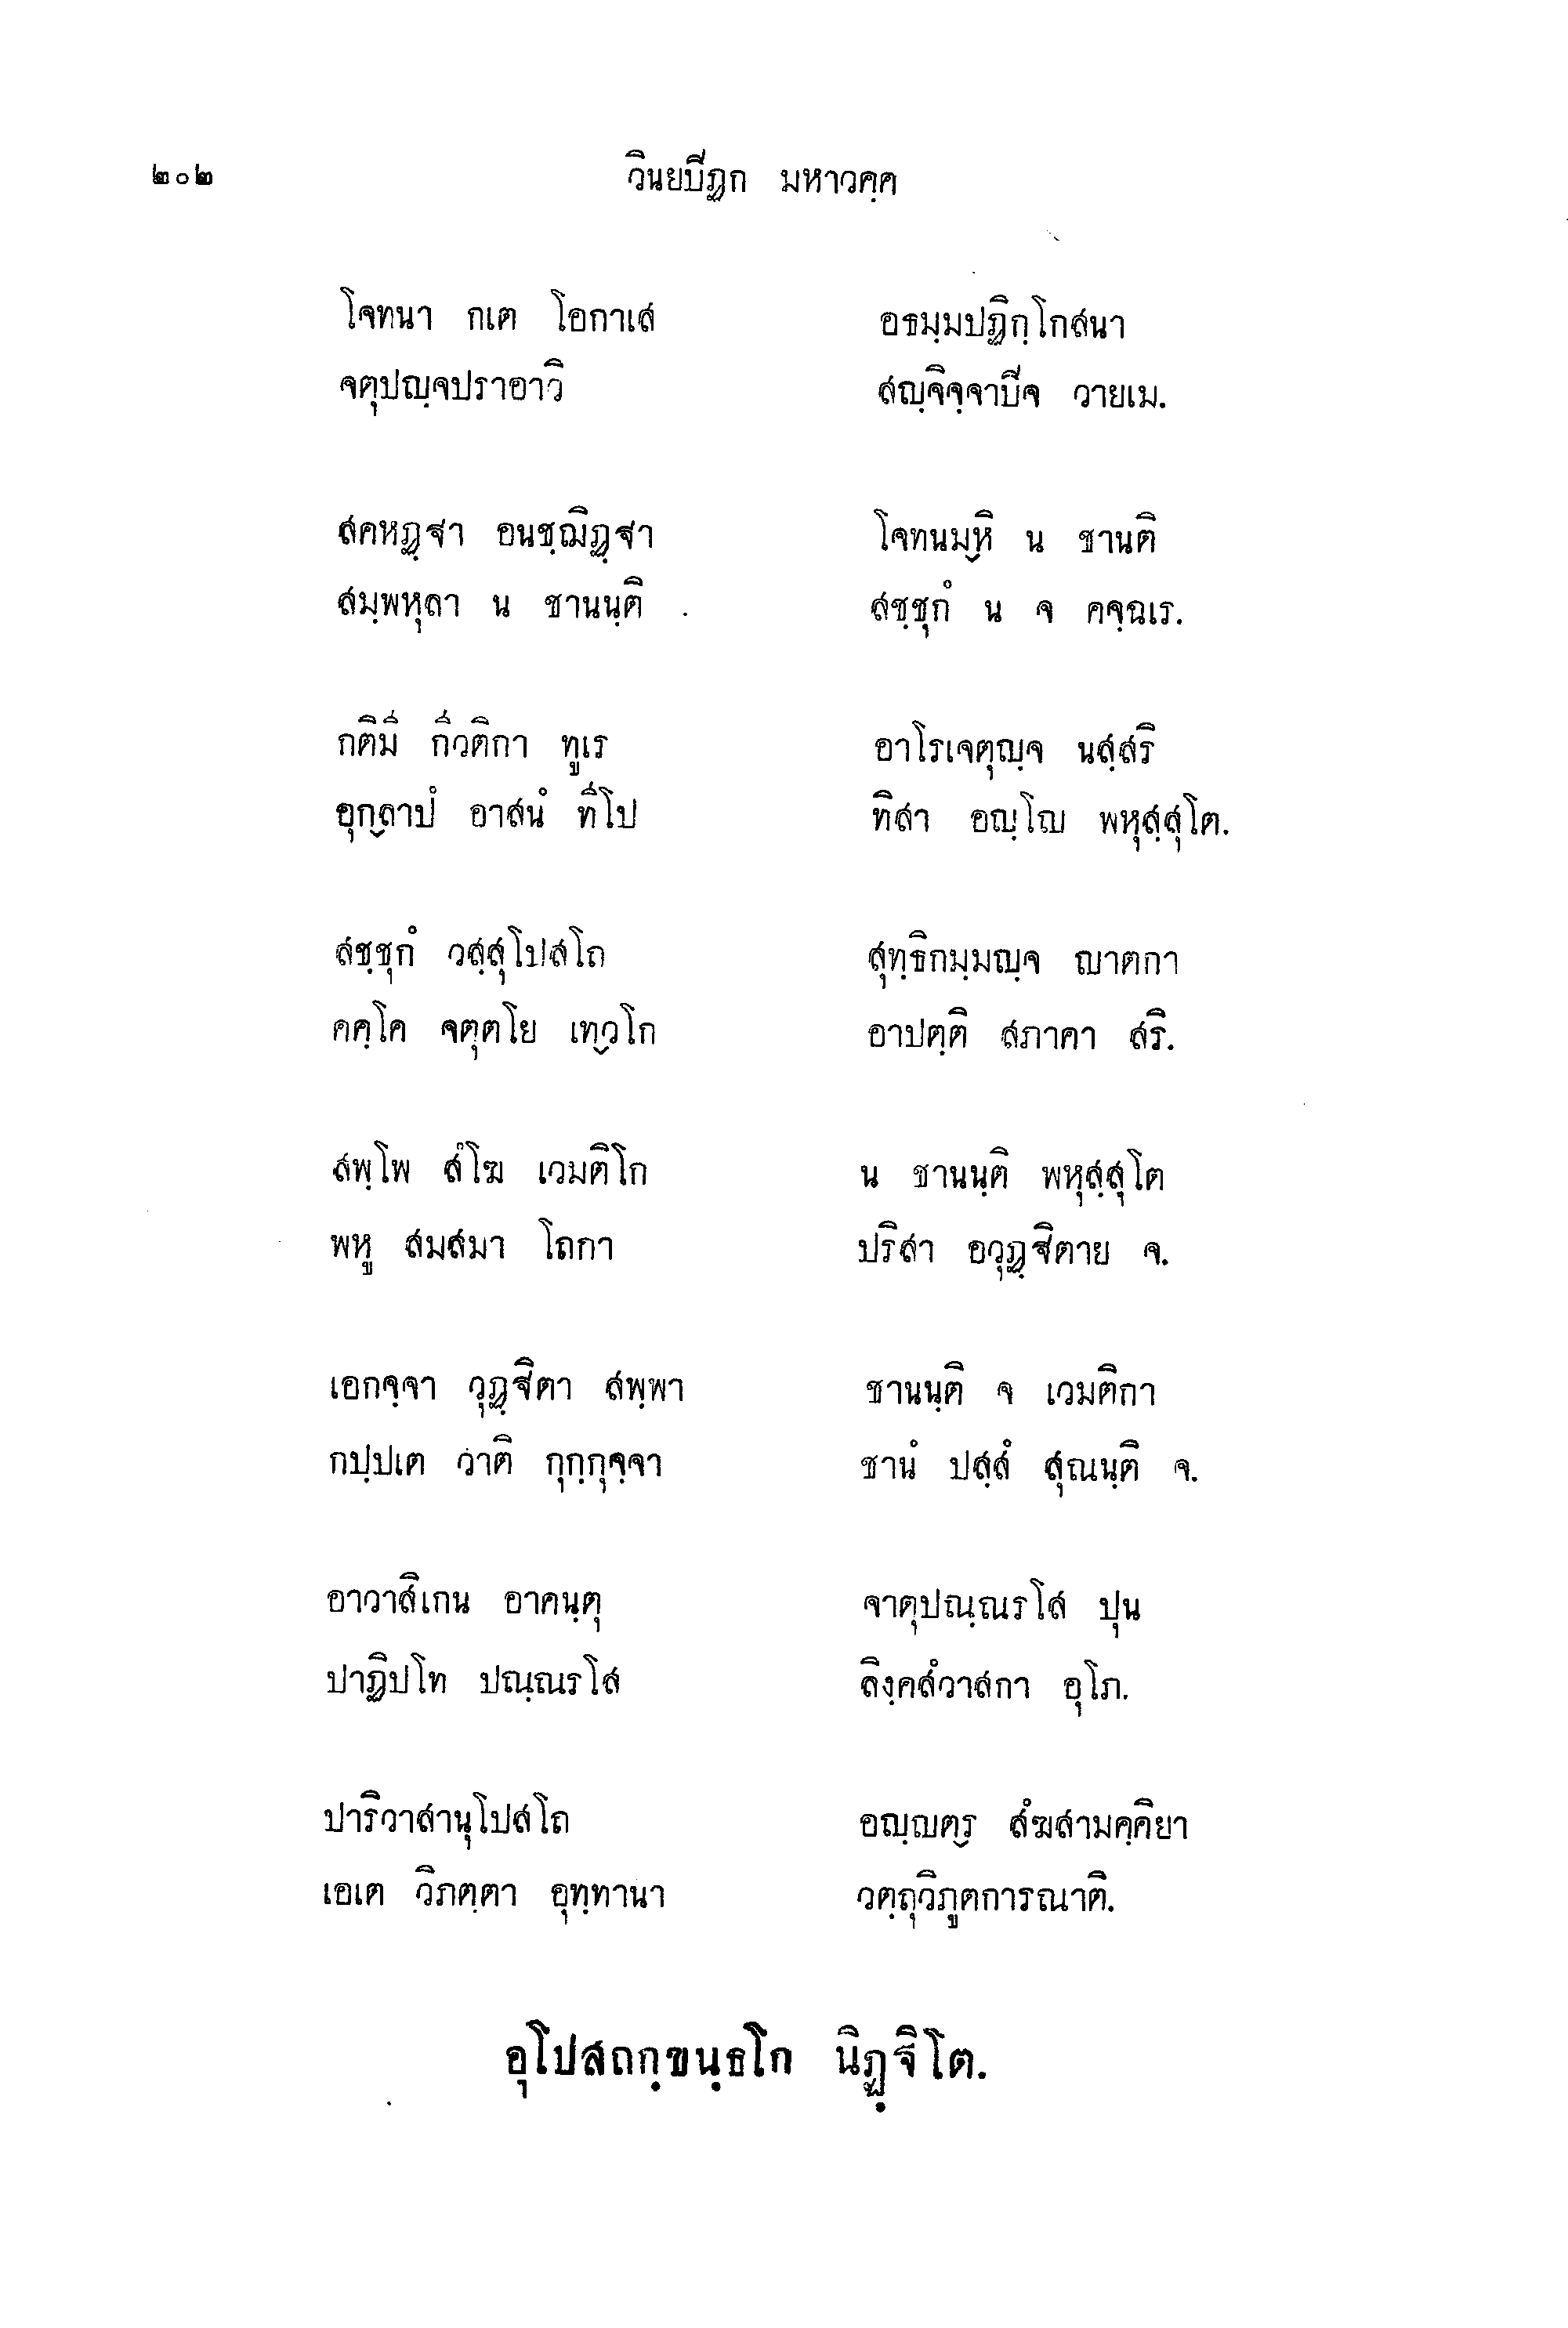 ๒๐๒ วินยปิฏก มหาวคฺค
โจทนา กเต โอกาเส อธมฺมปฏิกฺโกสนา
จตุปญฺจปราอาวิ สญฺจิจฺจาปิจ วายเม.
สคหฏฺฐา อนชฺฌิฏฺฐา โจทนมฺหิ น ชานติ
สมฺพหุลา น ชานนฺติ สชฺชุกํ น จ คจฺฉเร.
กติมี กีวติกา ทูเร อาโรเจตุญฺจ นสฺสริ
อุกฺลาปํ อาสนํ ทีโป ทิสา อญฺโญ พหุสฺสุโต.
สชฺชุกํ วสฺสุโปสโถ สุทฺธิกมฺมญฺจ ญาตกา
คคฺโค จตุตโย เทฺวโก อาปตฺติ สภาคา สริ.
สพฺโพ สํโฆ เวมติโก น ชานนฺติ พหุสฺสุโต
พหู สมสมา โถกา ปริสา อวุฏฺฐิตาย จ.
เอกจฺจา วุฏฺฐิตา สพฺพา ชานนฺติ จ เวมติกา
กปฺปเต วาติ กุกฺกุจฺจา ชานํ ปสฺสํ สุณนฺติ จ.
อาวาสิเกน อาคนฺตุ จาตุปณฺณรโส ปุน
ปาฏิปโท ปณฺณรโส ลิงฺคสํวาสกา อุโภ.
ปาริวาสานุโปสโถ อญฺญตฺร สํฆสามคฺคิยา
เอเต วิภตฺตา อุทฺทานา วตฺถุวิภูตการณาติ.
อุโปสถกฺขนฺธโก นิฏฺฐิโต.